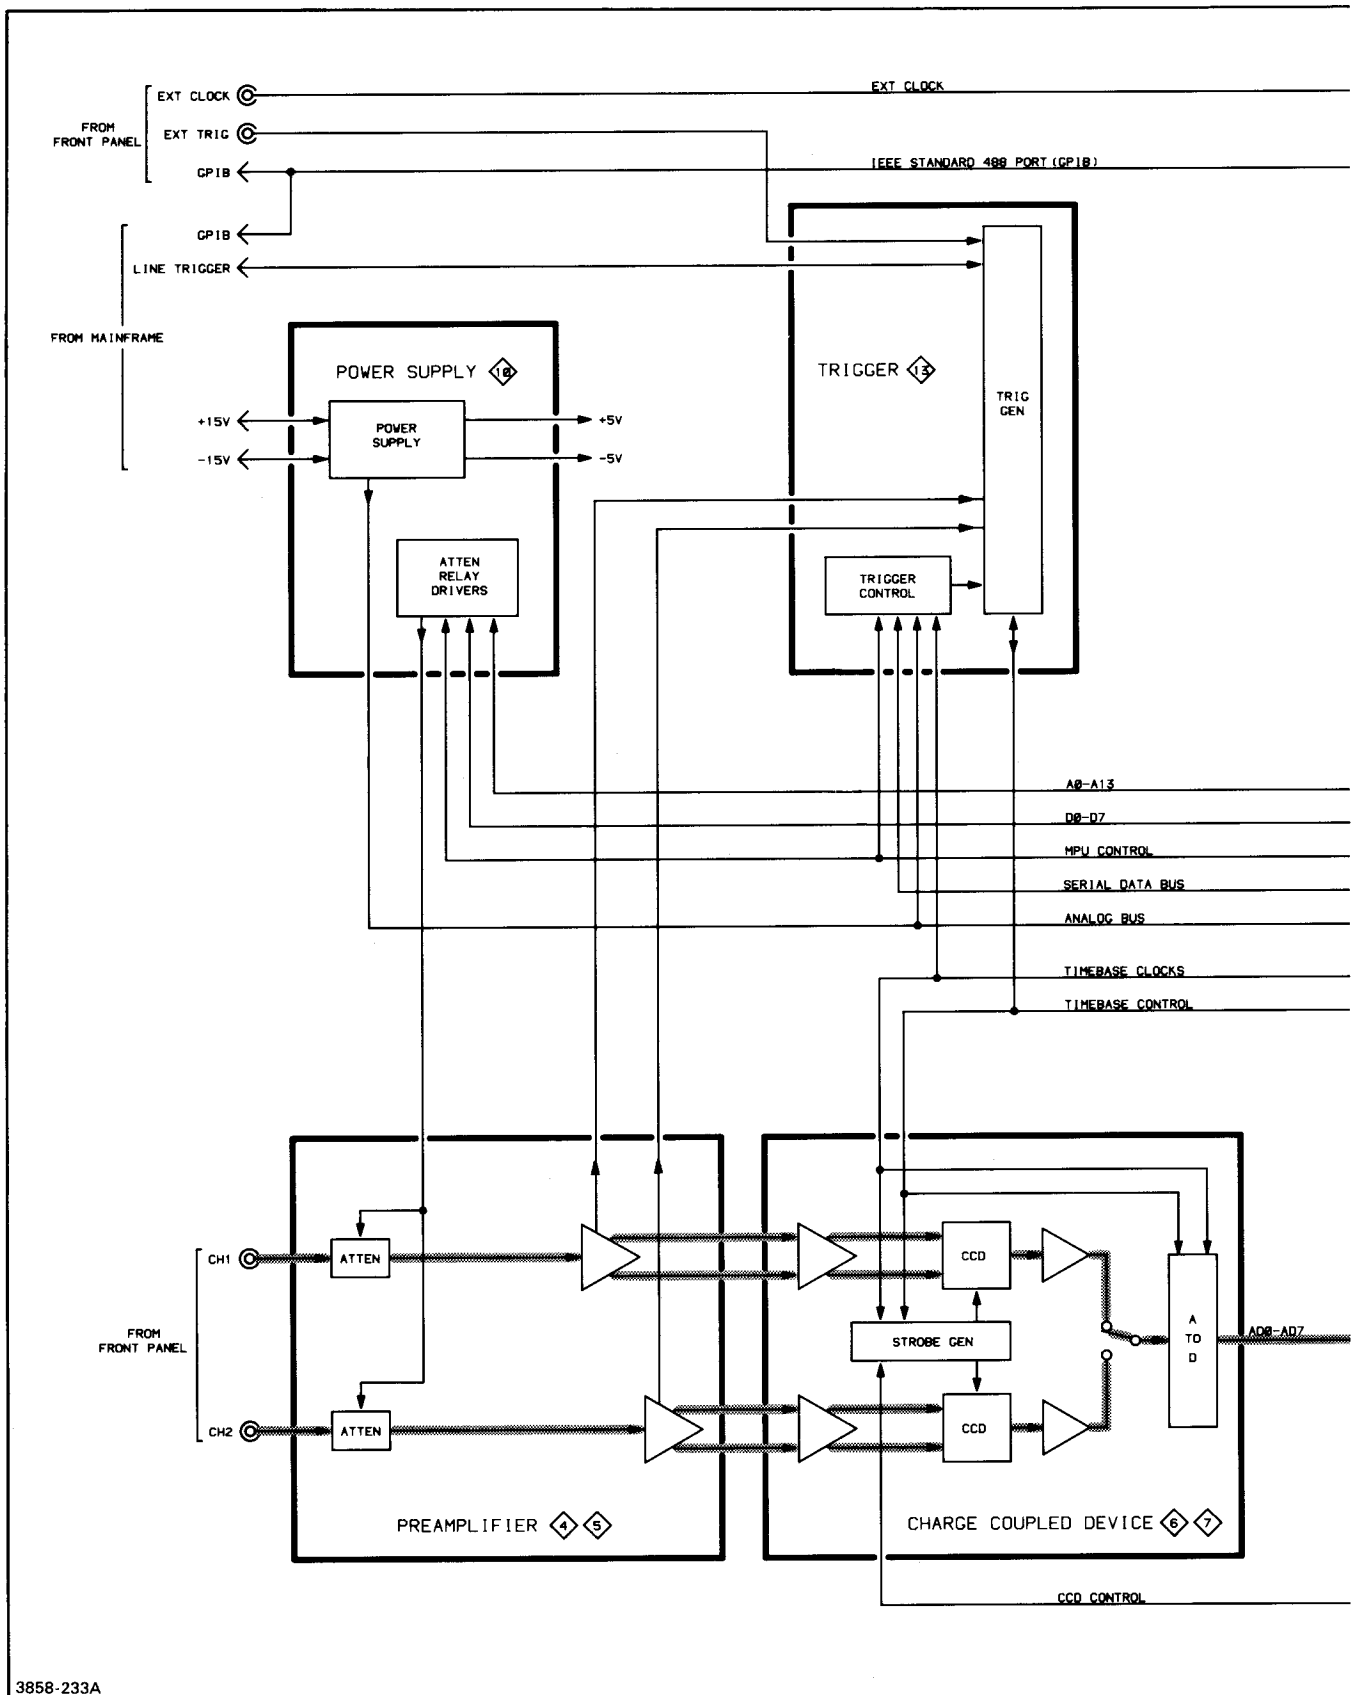 EXT CLOCK
EXT CLOCK
FROM
FRONT PANEL
EXT TRIG
GPIB
IEEE STANDARD 488 PORT (GPIB)
GPIB
LINE TRIGGER
FROM MAINFRAME
POWER SUPPLY 10
TRIGGER 13
TRIG
GEN
+15V
POWER
SUPPLY
+5V
-15V
-5V
ATTEN
RELAY
DRIVERS
TRIGGER
CONTROL
A0-A13
D0-D7
MPU CONTROL
SERIAL DATA BUS
ANALOG BUS
TIMEBASE CLOCKS
TIMEBASE CONTROL
CH1
ATTEN
CCD
FROM
FRONT PANEL
STROBE GEN
A
TO
D
AD0-AD7
CH2
ATTEN
CCD
PREAMPLIFIER 4 5
CHARGE COUPLED DEVICE 6 7
CCD CONTROL
3858-233A